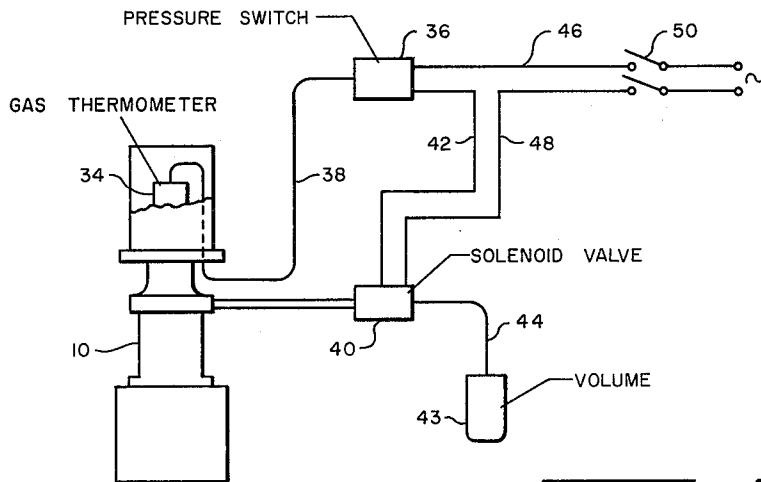 PRESSURE SWITCH
36
46
50
GAS THERMOMETER
34
38
42
48
SOLENOID VALVE
10
40
44
43
VOLUME